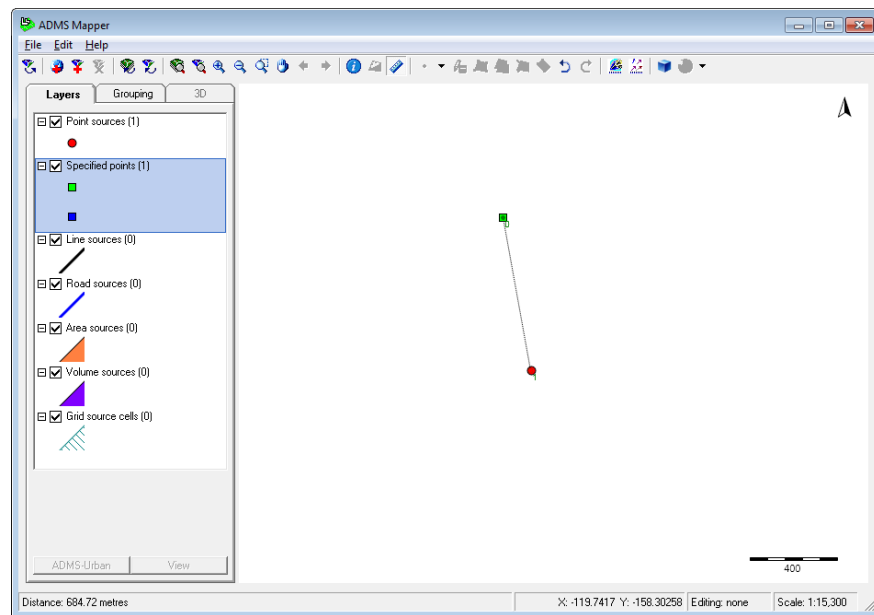 ADMS Mapper
File Edit Help
Layers Grouping 3D
Point sources (1)
Specified points (1)
Line sources (0)
Road sources (0)
Area sources (0)
Volume sources (0)
Grid source cells (0)
400
ADMS-Urban View
Distance: 684.72 metres X: -119.7417 Y: -158.30258 Editing: none Scale: 1:15,300